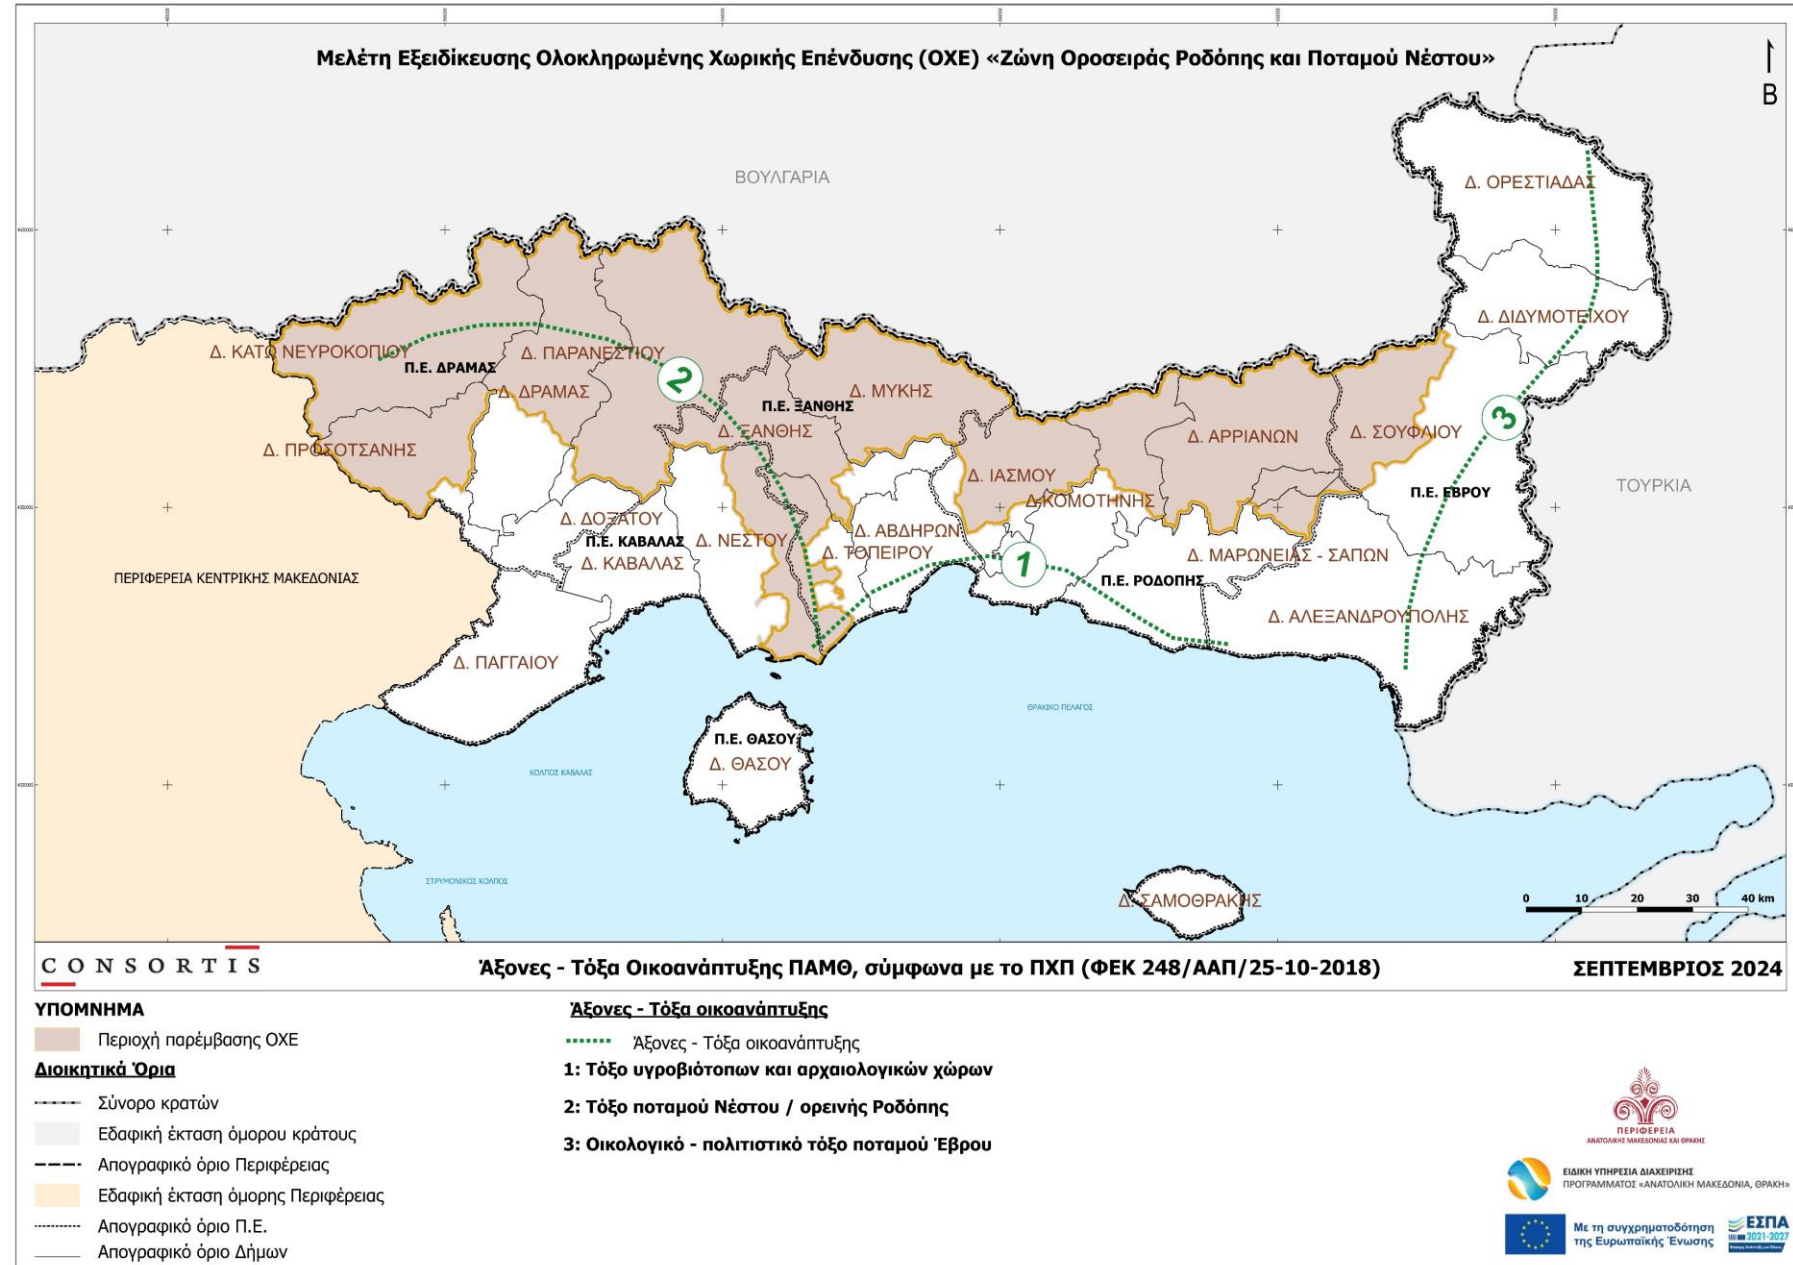 Μελέτη Εξειδίκευσης Ολοκληρωμένης Χωρικής Επένδυσης (ΟΧΕ) «Ζώνη Οροσειράς Ροδόπης και Ποταμού Νέστου»
Β
ΒΟΥΛΓΑΡΙΑ
Δ. ΟΡΕΣΤΙΑΔΑΣ
Δ. ΔΙΔΥΜΟΤΕΙΧΟΥ
Δ. ΚΑΤΩ ΝΕΥΡΟΚΟΠΙΟΥ
Π.Ε. ΔΡΑΜΑΣ
Δ. ΠΑΡΑΝΕΣΤΙΟΥ
2
Δ. ΔΡΑΜΑΣ
Π.Ε. ΞΑΝΘΗΣ
Δ. ΜΥΚΗΣ
3
Δ. ΞΑΝΘΗΣ
Δ. ΑΡΡΙΑΝΩΝ
Δ. ΣΟΥΦΛΙΟΥ
Δ. ΠΡΟΣΟΤΣΑΝΗΣ
Δ. ΙΑΣΜΟΥ
Π.Ε. ΕΒΡΟΥ
ΤΟΥΡΚΙΑ
Δ.ΚΟΜΟΤΗΝΗΣ
Δ. ΔΟΞΑΤΟΥ
Δ. ΑΒΔΗΡΩΝ
Π.Ε. ΚΑΒΑΛΑΣ
Δ. ΝΕΣΤΟΥ
Δ. ΤΟΠΕΙΡΟΥ
Δ. ΜΑΡΩΝΕΙΑΣ - ΣΑΠΩΝ
Δ. ΚΑΒΑΛΑΣ
1
ΠΕΡΙΦΕΡΕΙΑ ΚΕΝΤΡΙΚΗΣ ΜΑΚΕΔΟΝΙΑΣ
Π.Ε. ΡΟΔΟΠΗΣ
Δ. ΑΛΕΞΑΝΔΡΟΥΠΟΛΗΣ
Δ. ΠΑΓΓΑΙΟΥ
ΘΡΑΚΙΚΟ ΠΕΛΑΓΟΣ
Π.Ε. ΘΑΣΟΥ
Δ. ΘΑΣΟΥ
ΚΟΛΠΟΣ ΚΑΒΑΛΑΣ
ΣΤΡΥΜΟΝΙΚΟΣ ΚΟΛΠΟΣ
Δ. ΣΑΜΟΘΡΑΚΗΣ
0 10 20 30 40 km
CONSORTIS
Άξονες - Τόξα Οικοανάπτυξης ΠΑΜΘ, σύμφωνα με το ΠΧΠ (ΦΕΚ 248/ΑΑΠ/25-10-2018)
ΣΕΠΤΕΜΒΡΙΟΣ 2024
ΥΠΟΜΝΗΜΑ
Περιοχή παρέμβασης ΟΧΕ
Διοικητικά Όρια
Σύνορο κρατών
Εδαφική έκταση όμορου κράτους
Απογραφικό όριο Περιφέρειας
Εδαφική έκταση όμορης Περιφέρειας
Απογραφικό όριο Π.Ε.
Απογραφικό όριο Δήμων
Άξονες - Τόξα οικοανάπτυξης
Άξονες - Τόξα οικοανάπτυξης
1: Τόξο υγροβιότοπων και αρχαιολογικών χώρων
2: Τόξο ποταμού Νέστου / ορεινής Ροδόπης
3: Οικολογικό - πολιτιστικό τόξο ποταμού Έβρου
ΠΕΡΙΦΕΡΕΙΑ
ΑΝΑΤΟΛΙΚΗΣ ΜΑΚΕΔΟΝΙΑΣ ΚΑΙ ΘΡΑΚΗΣ
ΕΙΔΙΚΗ ΥΠΗΡΕΣΙΑ ΔΙΑΧΕΙΡΙΣΗΣ
ΠΡΟΓΡΑΜΜΑΤΟΣ «ΑΝΑΤΟΛΙΚΗ ΜΑΚΕΔΟΝΙΑ, ΘΡΑΚΗ»
Με τη συγχρηματοδότηση
της Ευρωπαϊκής Ένωσης
ΕΣΠΑ
2021-2027